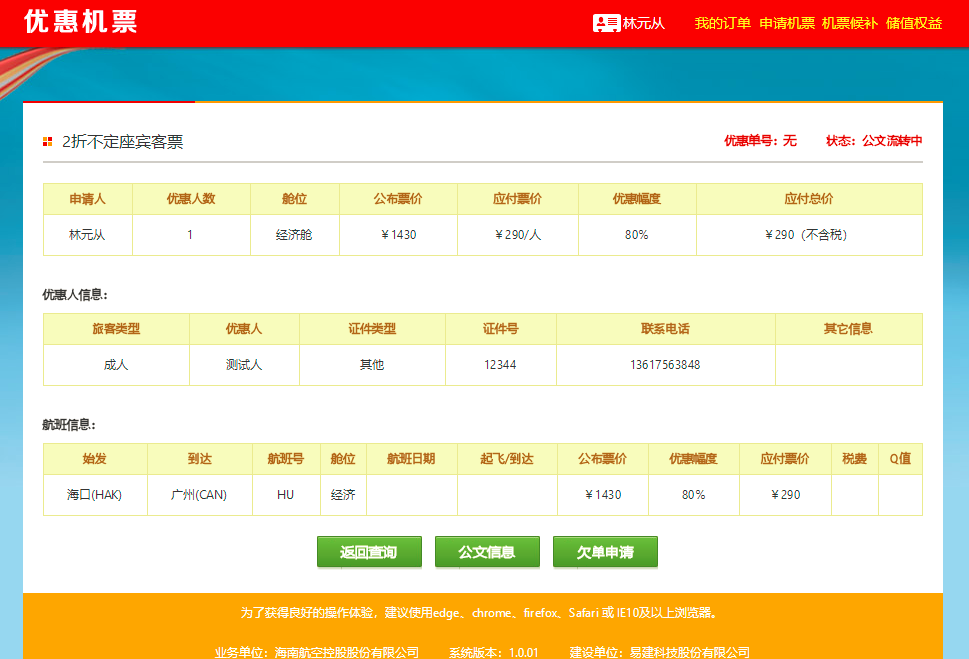 优惠机票
林元从 我的订单 申请机票 机票候补 储值权益
2折不定座宾客票 优惠单号：无 状态：公文流转中
申请人 优惠人数 舱位 公布票价 应付票价 优惠幅度 应付总价
林元从 1 经济舱 ￥1430 ￥290/人 80% ￥290（不含税）
优惠人信息：
旅客类型 优惠人 证件类型 证件号 联系电话 其它信息
成人 测试人 其他 12344 13617563848
航班信息：
始发 到达 航班号 舱位 航班日期 起飞/到达 公布票价 优惠幅度 应付票价 税费 Q值
海口(HAK) 广州(CAN) HU 经济 ￥1430 80% ￥290
返回查询 公文信息 欠单申请
为了获得良好的操作体验，建议使用edge、chrome、firefox、Safari 或 IE10及以上浏览器。
业务单位：海南航空控股股份有限公司 系统版本：1.0.01 建设单位：易建科技股份有限公司